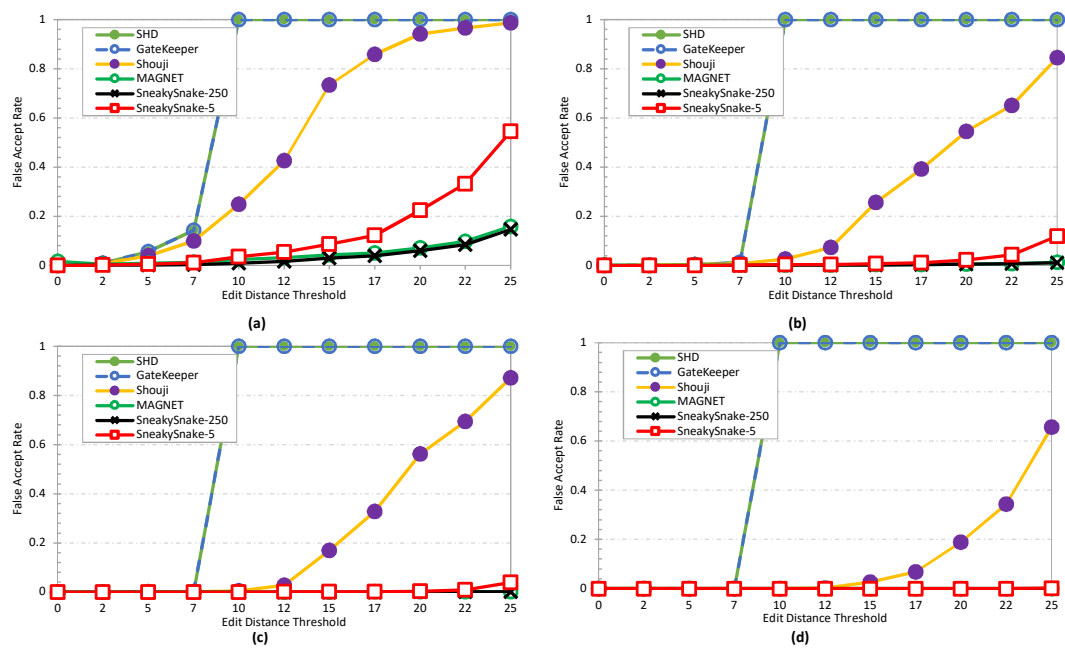 1
0.8
0.6
0.4
0.2
0
False Accept Rate
SHD
GateKeeper
Shouji
MAGNET
SneakySnake-250
SneakySnake-5
0 2 5 7 10 12 15 17 20 22 25
Edit Distance Threshold
(a)
1
0.8
0.6
0.4
0.2
0
False Accept Rate
SHD
GateKeeper
Shouji
MAGNET
SneakySnake-250
SneakySnake-5
0 2 5 7 10 12 15 17 20 22 25
Edit Distance Threshold
(b)
1
0.8
0.6
0.4
0.2
0
False Accept Rate
SHD
GateKeeper
Shouji
MAGNET
SneakySnake-250
SneakySnake-5
0 2 5 7 10 12 15 17 20 22 25
Edit Distance Threshold
(c)
1
0.8
0.6
0.4
0.2
0
False Accept Rate
SHD
GateKeeper
Shouji
MAGNET
SneakySnake-250
SneakySnake-5
0 2 5 7 10 12 15 17 20 22 25
Edit Distance Threshold
(d)